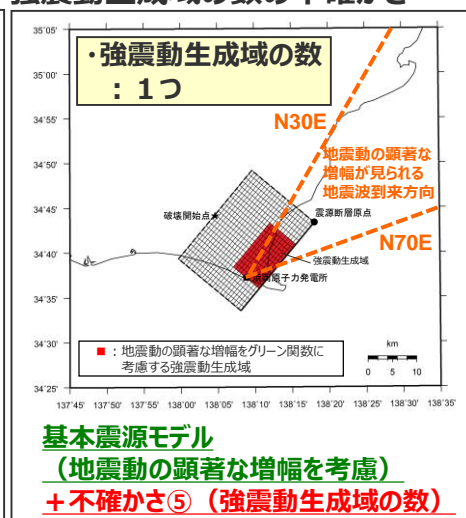 強震動生成域の数の不確かさ
・強震動生成域の数
：１つ
35°05'
35°00'
34°55'
34°50'
34°45'
34°40'
34°35'
34°30'
34°25'
N30E
地震動の顕著な
増幅が見られる
地震波到来方向
N70E
破壊開始点
震源断層原点
強震動生成域
浜岡原子力発電所
■：地震動の顕著な増幅をグリーン関数に
考慮する強震動生成域
km
0 5 10
137°45' 137°50' 137°55' 138°00' 138°05' 138°10' 138°15' 138°20' 138°25' 138°30' 138°35'
基本震源モデル
（地震動の顕著な増幅を考慮）
＋不確かさ⑤（強震動生成域の数）